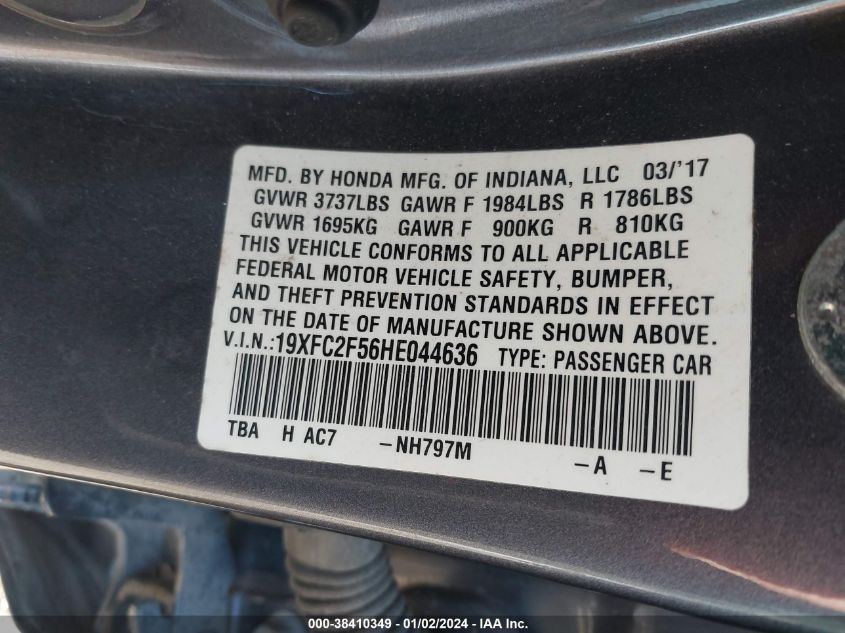 MFD. BY HONDA MFG. OF INDIANA, LLC 03/'17
GVWR 3737LBS GAWR F 1984LBS R 1786LBS
GVWR 1695KG GAWR F 900KG R 810KG
THIS VEHICLE CONFORMS TO ALL APPLICABLE
FEDERAL MOTOR VEHICLE SAFETY, BUMPER,
AND THEFT PREVENTION STANDARDS IN EFFECT
ON THE DATE OF MANUFACTURE SHOWN ABOVE.
V.I.N.:19XFC2F56HE044636 TYPE: PASSENGER CAR
TBA H AC7 -NH797M -A -E
000-38410349 - 01/02/2024 - IAA Inc.